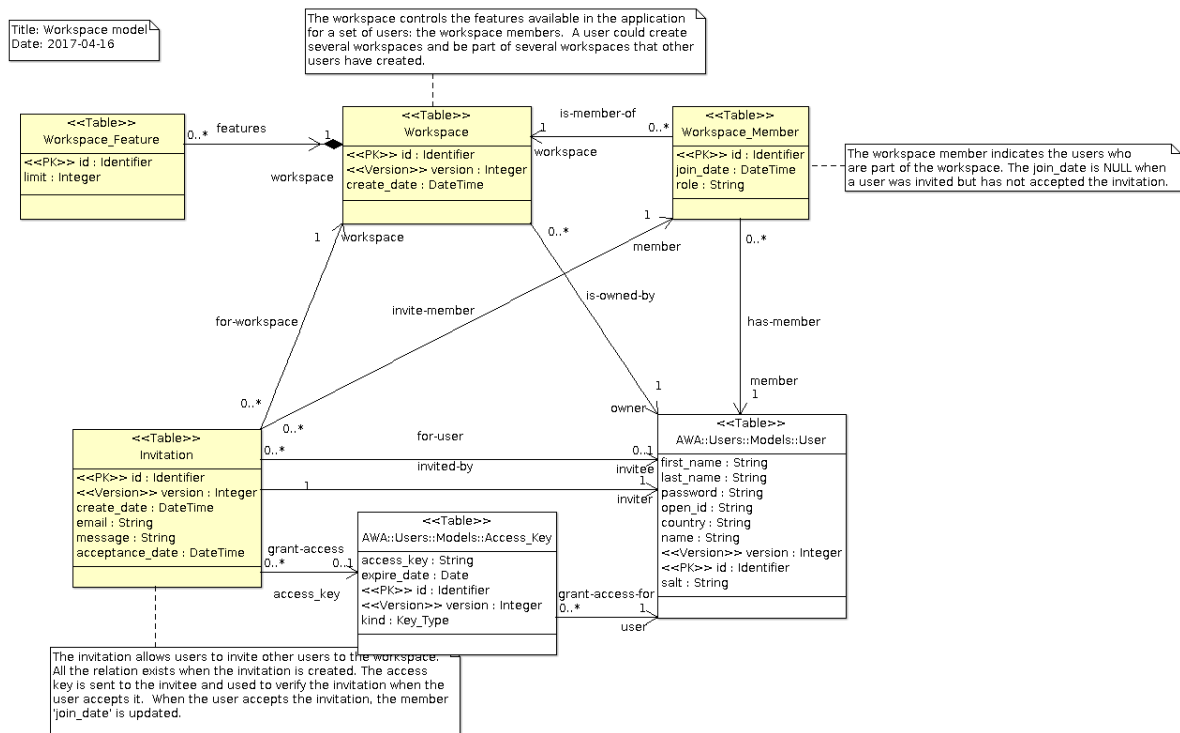 Title: Workspace model
Date: 2017-04-16
The workspace controls the features available in the application
for a set of users: the workspace members.  A user could create
several workspaces and be part of several workspaces that other
users have created.
<<Table>>
Workspace_Feature
<<PK>> id : Identifier
limit : Integer
0..*
features
1
workspace
<<Table>>
Workspace
<<PK>> id : Identifier
<<Version>> version : Integer
create_date : DateTime
is-member-of
1
0..*
workspace
<<Table>>
Workspace_Member
<<PK>> id : Identifier
join_date : DateTime
role : String
The workspace member indicates the users who
are part of the workspace. The join_date is NULL when
a user was invited but has not accepted the invitation.
1
workspace
0..*
1
member
0..*
is-owned-by
invite-member
for-workspace
has-member
member
1
1
owner
0..*
0..*
<<Table>>
Invitation
<<PK>> id : Identifier
<<Version>> version : Integer
create_date : DateTime
email : String
message : String
acceptance_date : DateTime
for-user
0..*
0..1
invitee
invited-by
1
1
inviter
<<Table>>
AWA::Users::Models::User
first_name : String
last_name : String
password : String
open_id : String
country : String
name : String
<<Version>> version : Integer
<<PK>> id : Identifier
salt : String
grant-access
0..*
0..1
access_key
<<Table>>
AWA::Users::Models::Access_Key
access_key : String
expire_date : Date
<<PK>> id : Identifier
<<Version>> version : Integer
kind : Key_Type
grant-access-for
0..*
1
user
The invitation allows users to invite other users to the workspace.
All the relation exists when the invitation is created. The access
key is sent to the invitee and used to verify the invitation when the
user accepts it.  When the user accepts the invitation, the member
'join_date' is updated.